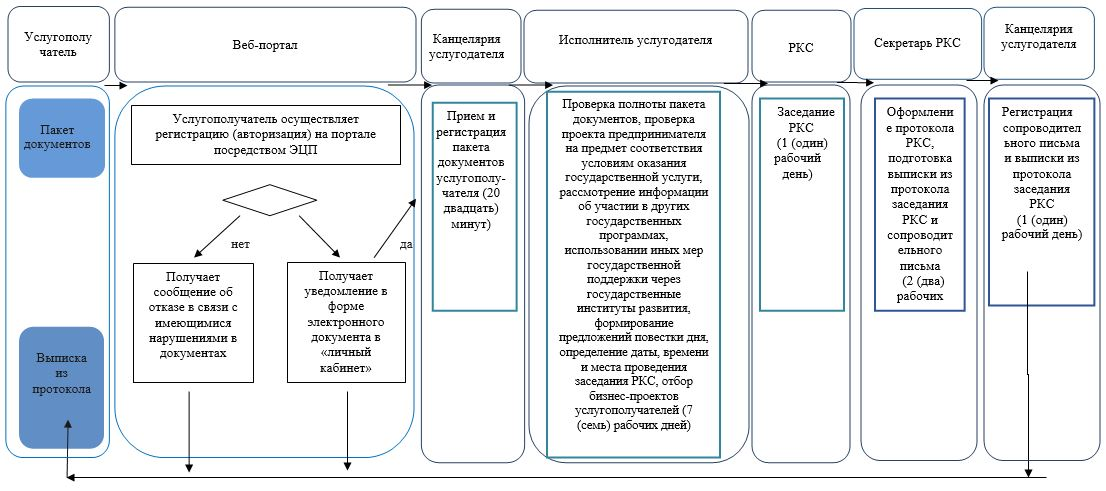 Услугополу
чатель
Веб-портал
Канцелярия
услугодателя
Исполнитель услугодателя
РКС
Секретарь РКС
Канцелярия
услугодателя
Пакет
документов
Выписка
из
протокола
Услугополучатель осуществляет
регистрацию (авторизация) на портале
посредством ЭЦП
нет
да
Получает
сообщение об
отказе в связи с
имеющимися
нарушениями в
документах
Получает
уведомление в
форме
электронного
документа в
«личный
кабинет»
Прием и
регистрация
пакета
документов
услугополу-
чателя (20
двадцать)
минут)
Проверка полноты пакета
документов, проверка
проекта предпринимателя
на предмет соответствия
условиям оказания
государственной услуги,
рассмотрение информации
об участии в других
государственных
программах,
использовании иных мер
государственной
поддержки через
государственные
институты развития,
формирование
предложений повестки дня,
определение даты, времени
и места проведения
заседания РКС, отбор
бизнес-проектов
услугополучателей (7
(семь) рабочих дней)
Заседание
РКС
(1 (один)
рабочий
день)
Оформлени
е протокола
РКС,
подготовка
выписки из
протокола
заседания
РКС и
сопроводит
ельного
письма
(2 (два)
рабочих
Регистрация
сопроводител
ьного письма
и выписки из
протокола
заседания
РКС
(1 (один)
рабочий день)